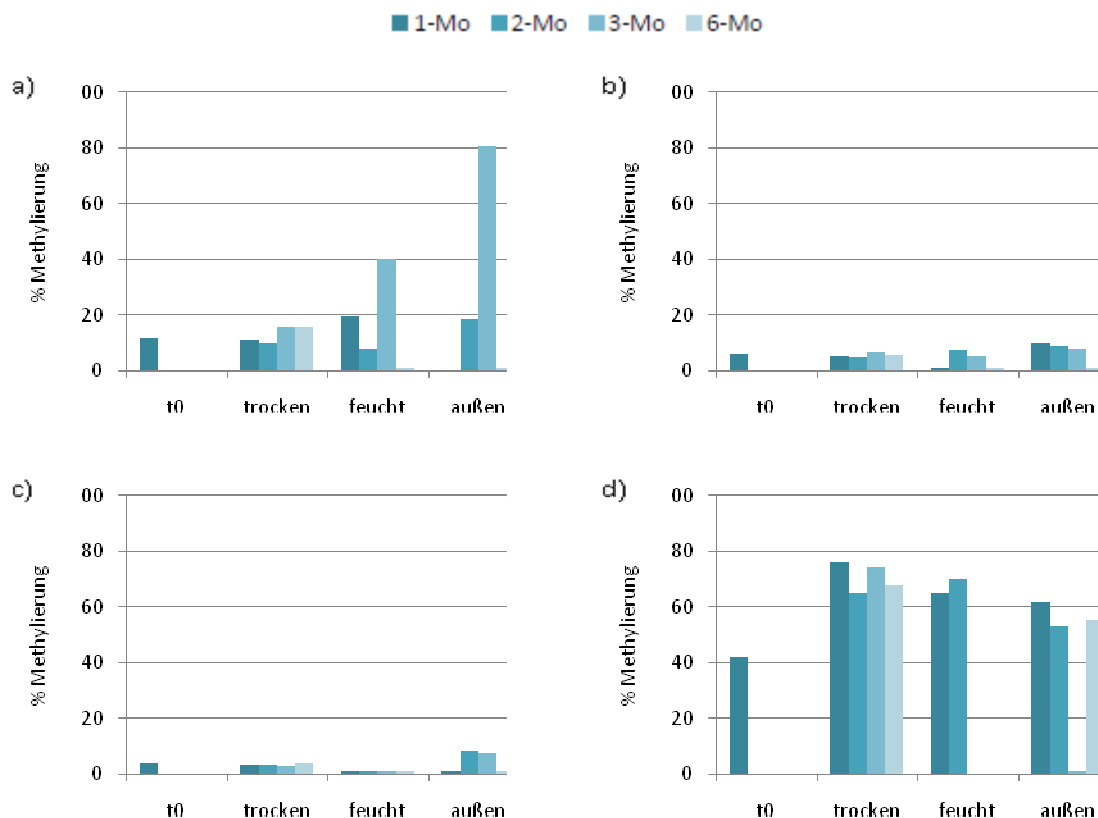 1-Mo 2-Mo 3-Mo 6-Mo
a)
% Methylierung
00
80
60
40
20
0
t0 trocken feucht außen
b)
% Methylierung
00
80
60
40
20
0
t0 trocken feucht außen
c)
% Methylierung
00
80
60
40
20
0
t0 trocken feucht außen
d)
% Methylierung
00
80
60
40
20
0
t0 trocken feucht außen